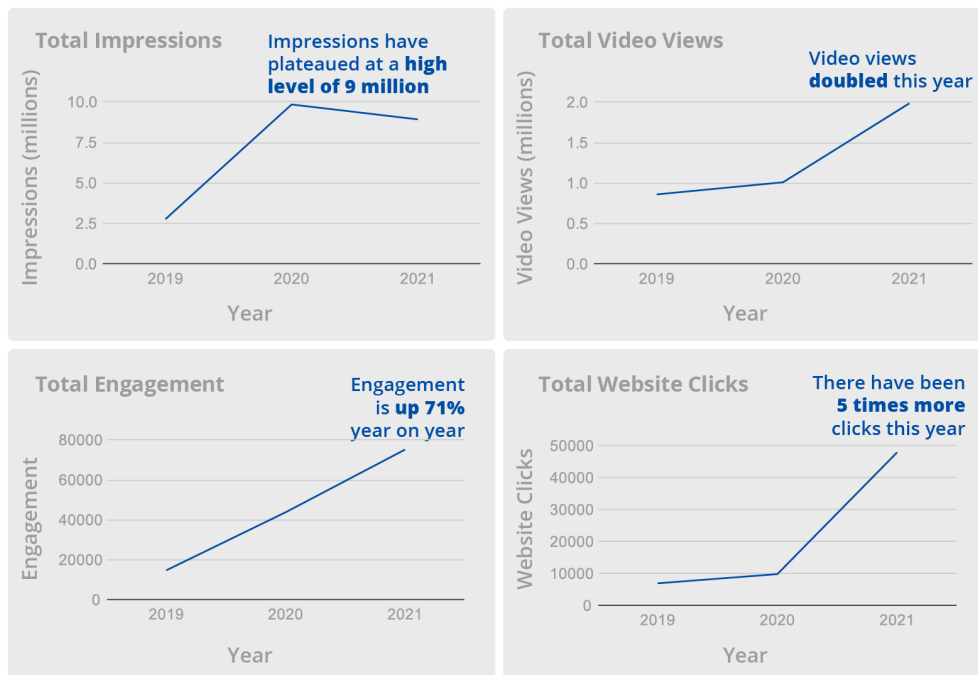 Total Impressions
Impressions have
plateaued at a high
level of 9 million
Impressions (millions)
10.0
7.5
5.0
2.5
0.0
2019 2020 2021
Year
Total Video Views
Video views
doubled this year
Video Views (millions)
2.0
1.5
1.0
0.5
0.0
2019 2020 2021
Year
Total Engagement
Engagement
is up 71%
year on year
Engagement
80000
60000
40000
20000
0
2019 2020 2021
Year
Total Website Clicks
There have been
5 times more
clicks this year
Website Clicks
50000
40000
30000
20000
10000
0
2019 2020 2021
Year